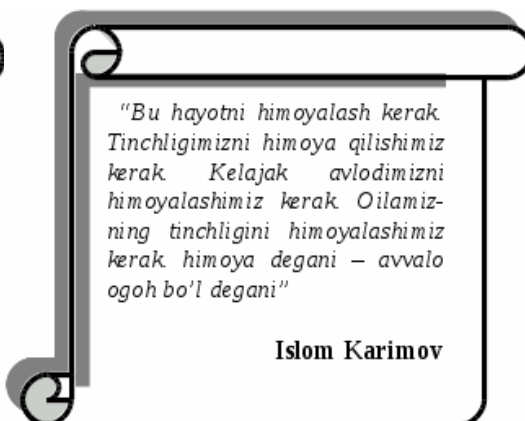 “Bu hayotni himoyalash kerak.
Tinchligimizni himoya qilishimiz
kerak. Kelajak avlodimizni
himoyalashimiz kerak. Oilamiz-
ning tinchligini himoyalashimiz
kerak. himoya degani – avvalo
ogoh bo’l degani”
Islom Karimov